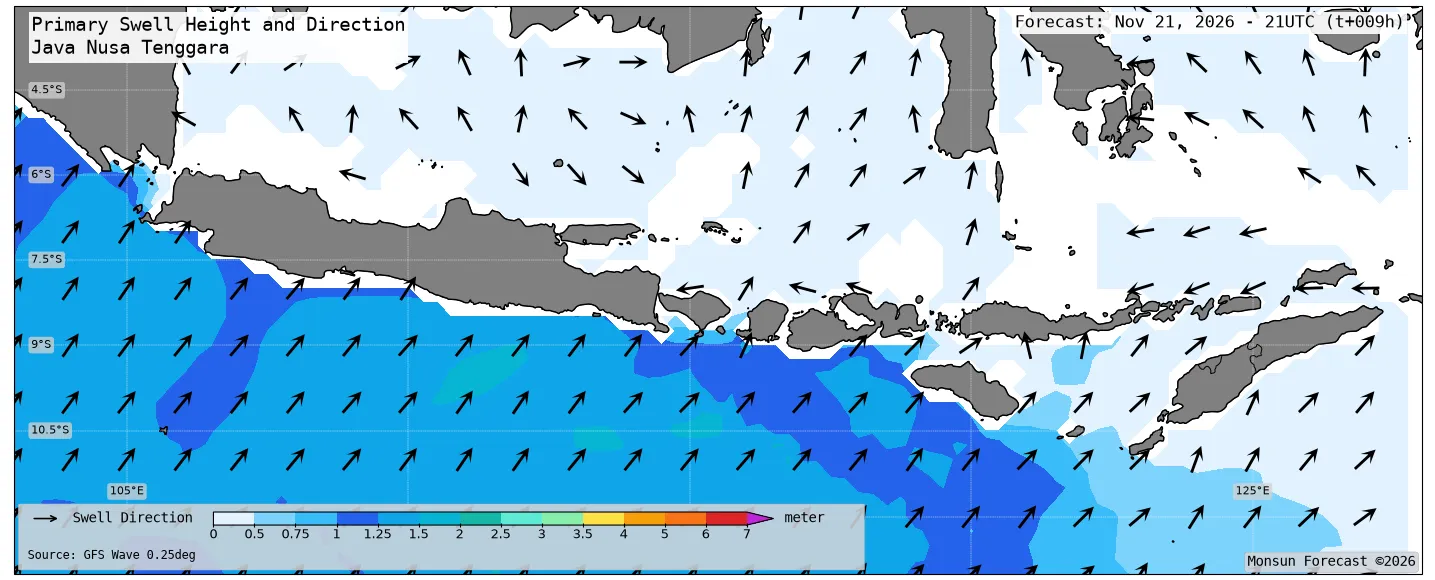 Primary Swell Height and Direction
Java Nusa Tenggara
Forecast: Nov 21, 2026 - 21UTC (t+009h)
4.5°S
6°S
7.5°S
9°S
10.5°S
105°E
125°E
Swell Direction
0 0.5 0.75 1 1.25 1.5 2 2.5 3 3.5 4 5 6 7
meter
Source: GFS Wave 0.25deg
Monsun Forecast ©2026